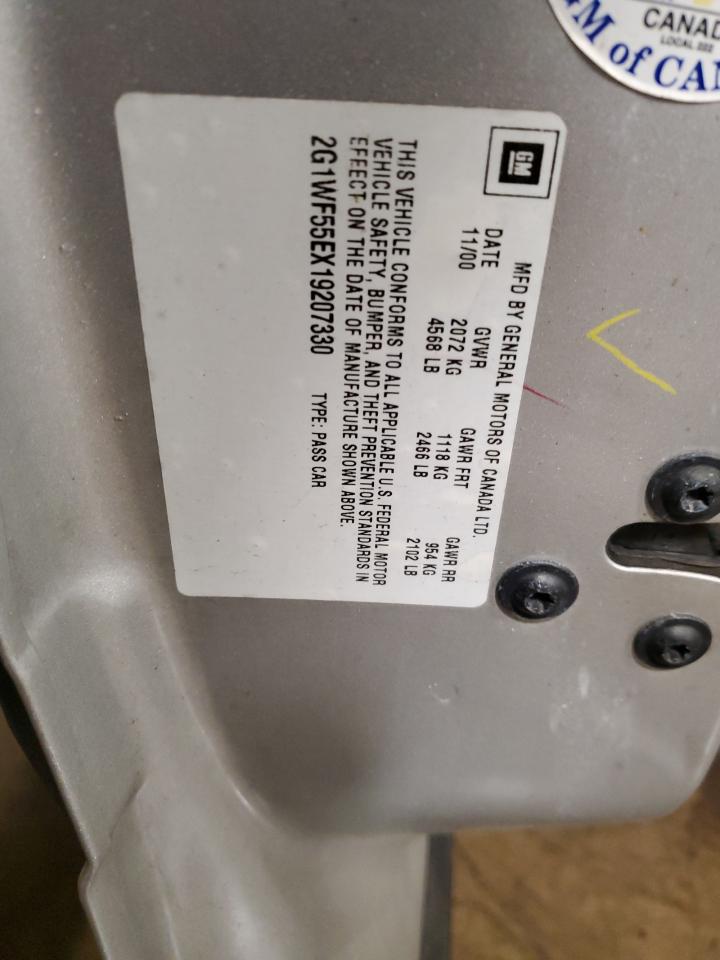 CANAD
LOCAL 222
GM of CAN
GM
MFD BY GENERAL MOTORS OF CANADA LTD.
DATE GVWR GAWR FRT GAWR RR
11/00 2072 KG 1118 KG 954 KG
4568 LB 2466 LB 2102 LB
THIS VEHICLE CONFORMS TO ALL APPLICABLE U.S. FEDERAL MOTOR
VEHICLE SAFETY, BUMPER, AND THEFT PREVENTION STANDARDS IN
EFFECT ON THE DATE OF MANUFACTURE SHOWN ABOVE.
2G1WF55EX19207330 TYPE: PASS CAR